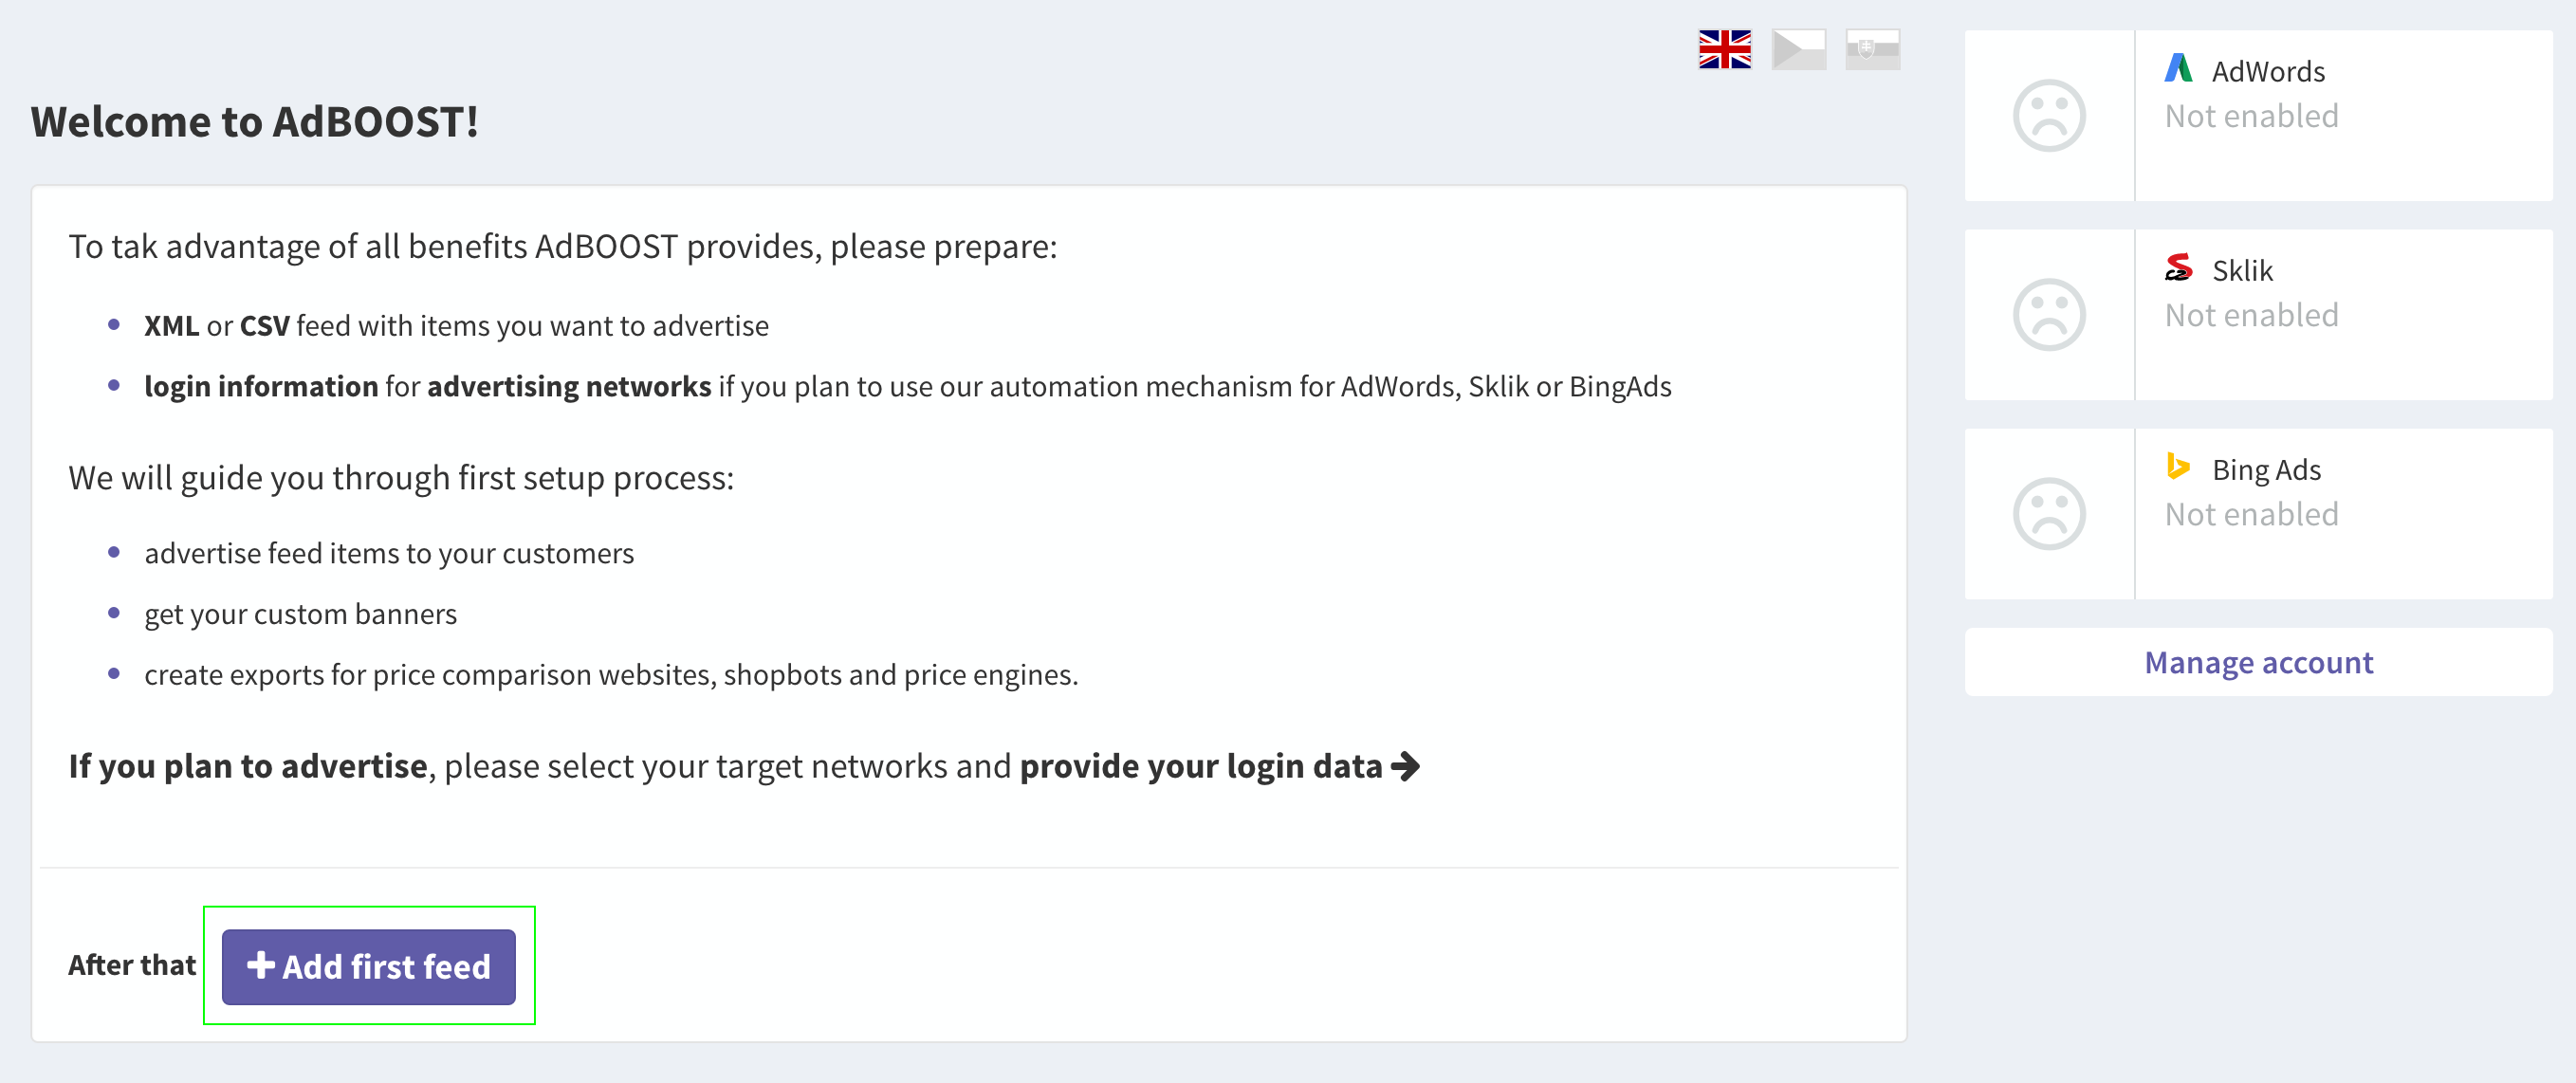 Welcome to AdBOOST!
To tak advantage of all benefits AdBOOST provides, please prepare:
XML or CSV feed with items you want to advertise
login information for advertising networks if you plan to use our automation mechanism for AdWords, Sklik or BingAds
We will guide you through first setup process:
advertise feed items to your customers
get your custom banners
create exports for price comparison websites, shopbots and price engines.
If you plan to advertise, please select your target networks and provide your login data
After that
Add first feed
AdWords
Not enabled
Sklik
Not enabled
Bing Ads
Not enabled
Manage account